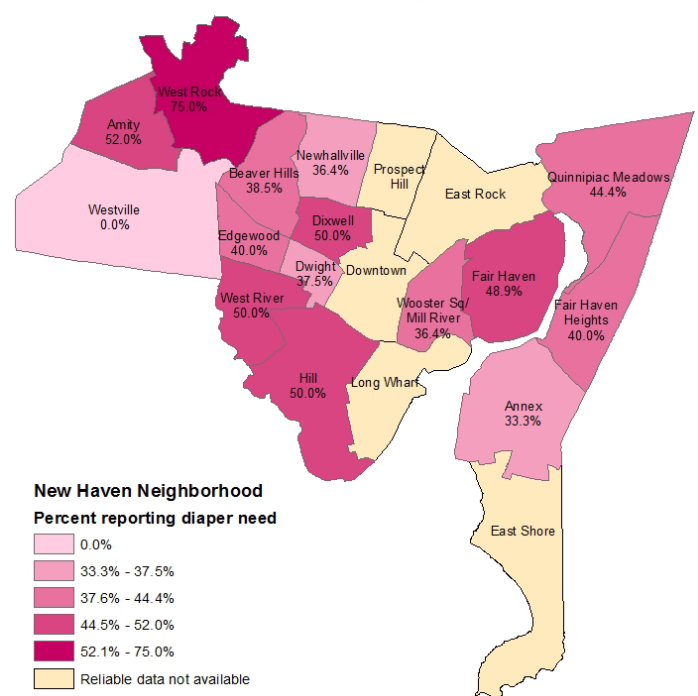 West Rock
75.0%
Amity
52.0%
Newhallville
36.4%
Prospect
Hill
Beaver Hills
38.5%
East Rock
Quinnipiac Meadows
44.4%
Westville
0.0%
Dixwell
50.0%
Edgewood
40.0%
Dwight
37.5%
Downtown
Fair Haven
48.9%
West River
50.0%
Wooster Sq/
Mill River
36.4%
Fair Haven
Heights
40.0%
Hill
50.0%
Long Wharf
Annex
33.3%
East Shore
New Haven Neighborhood
Percent reporting diaper need
0.0%
33.3% - 37.5%
37.6% - 44.4%
44.5% - 52.0%
52.1% - 75.0%
Reliable data not available